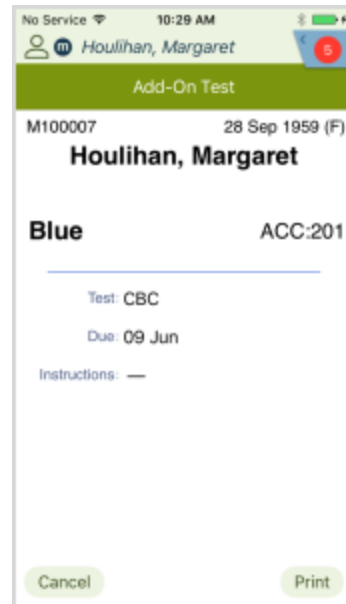 No Service 10:29 AM
m Houlihan, Margaret 5
Add-On Test
M100007 28 Sep 1959 (F)
Houlihan, Margaret
Blue ACC:201
Test: CBC
Due: 09 Jun
Instructions: —
Cancel Print